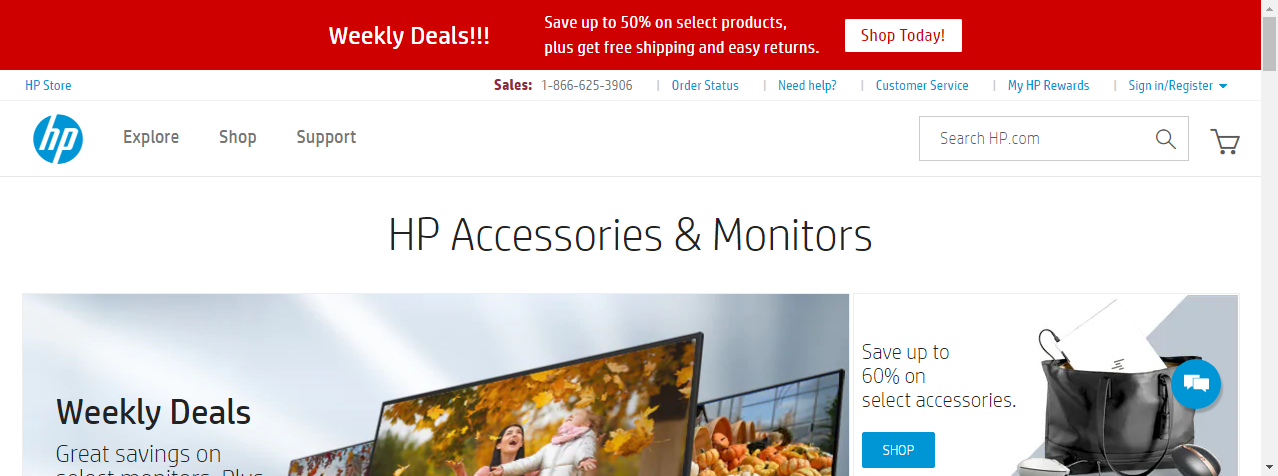 Weekly Deals!!!
Save up to 50% on select products,
plus get free shipping and easy returns.
Shop Today!
HP Store
Sales: 1-866-625-3906 | Order Status | Need help? | Customer Service | My HP Rewards | Sign in/Register
hp
Explore Shop Support
Search HP.com
HP Accessories & Monitors
Weekly Deals
Great savings on
select monitors. Plus
Save up to
60% on
select accessories.
SHOP